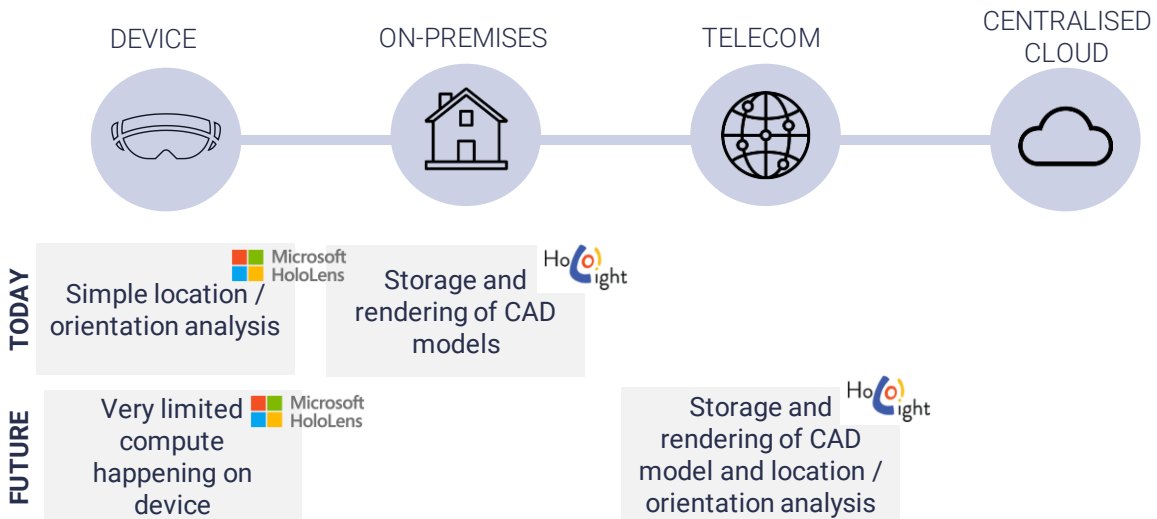 DEVICE
ON-PREMISES
TELECOM
CENTRALISED
CLOUD
TODAY
Simple location /
orientation analysis
Microsoft
HoloLens
Storage and
rendering of CAD
models
Hololight
FUTURE
Very limited
compute
happening on
device
Microsoft
HoloLens
Storage and
rendering of CAD
model and location /
orientation analysis
Hololight